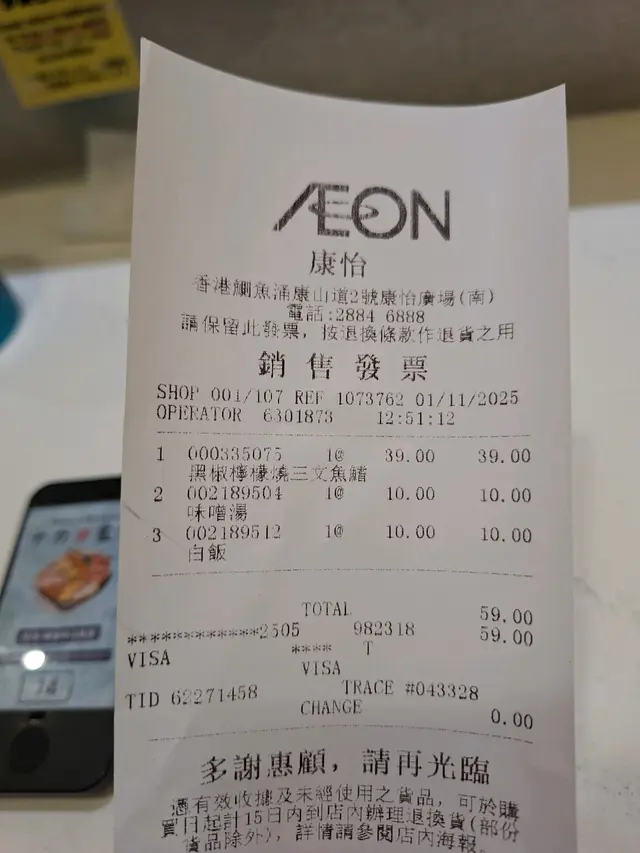 ÆON
康怡
香港鰂魚涌康山道2號康怡廣場(南)
電話:2884 6888
請保留此發票, 按退換條款作退貨之用
銷售發票
SHOP 001/107 REF 1073762 01/11/2025
OPERATOR 6301873 12:51:12
1 000335075 1@ 39.00 39.00
黑椒檸檬燒三文魚鰭
2 002189504 1@ 10.00 10.00
味噌湯
3 002189512 1@ 10.00 10.00
白飯
TOTAL 59.00
************2505 982318 59.00
VISA **** T
VISA
TID 62271458 TRACE #043328
CHANGE 0.00
多謝惠顧, 請再光臨
憑有效收據及未經使用之貨品, 可於購
買日起計15日內到店內辦理退換貨(部份
貨品除外), 詳情請參閱店內海報。